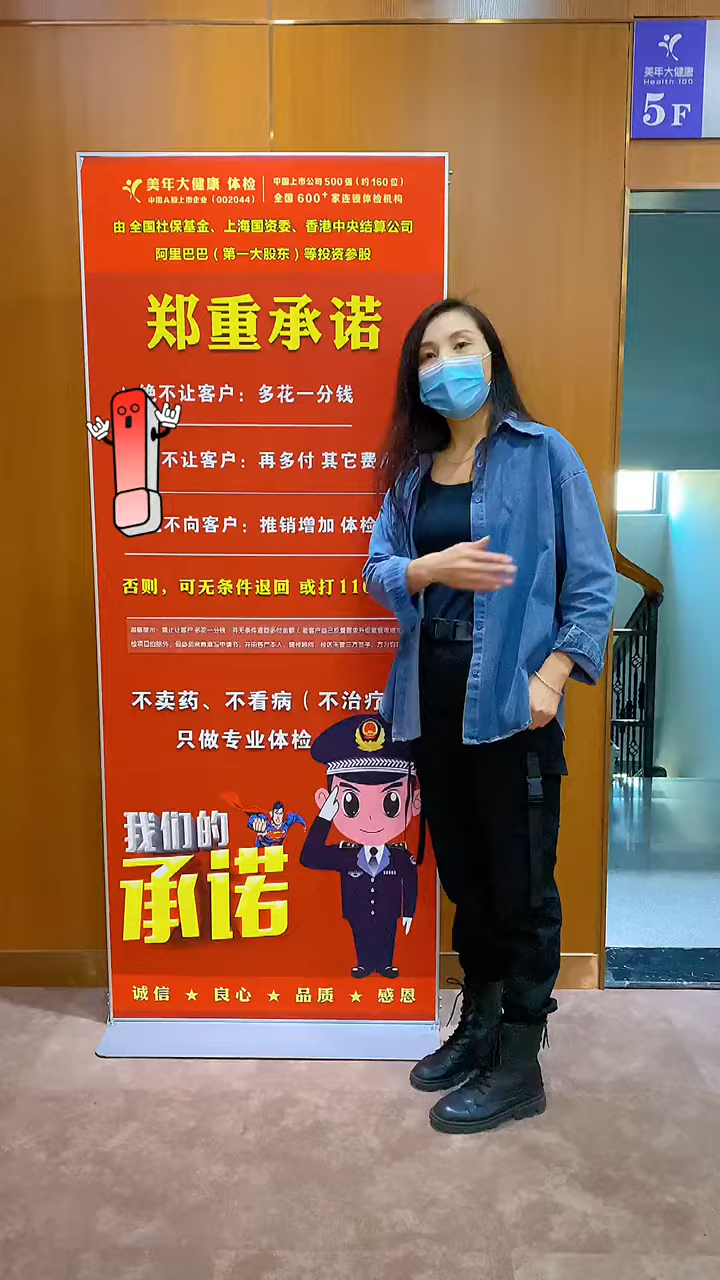 美年大健康
Health 100
5F
美年大健康 体检
中国A股上市企业（002044）
中国上市公司500强（约160位）
全国600⁺家连锁体检机构
由 全国社保基金、上海国资委、香港中央结算公司
阿里巴巴（第一大股东）等投资参股
郑重承诺
绝不让客户：多花一分钱
不让客户：再多付 其它费
不向客户：推销增加 体检
否则，可无条件退回 或打11
不卖药、不看病（不治疗
只做专业体检
我们的
承诺
诚信 ★ 良心 ★ 品质 ★ 感恩